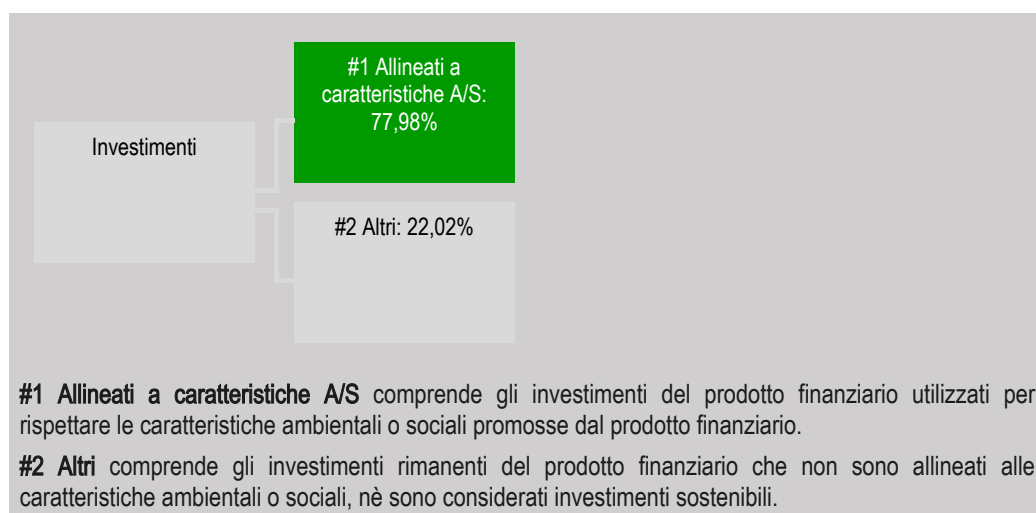 #1 Allineati a
caratteristiche A/S:
77,98%
Investimenti
#2 Altri: 22,02%
#1 Allineati a caratteristiche A/S comprende gli investimenti del prodotto finanziario utilizzati per
rispettare le caratteristiche ambientali o sociali promosse dal prodotto finanziario.
#2 Altri comprende gli investimenti rimanenti del prodotto finanziario che non sono allineati alle
caratteristiche ambientali o sociali, nè sono considerati investimenti sostenibili.